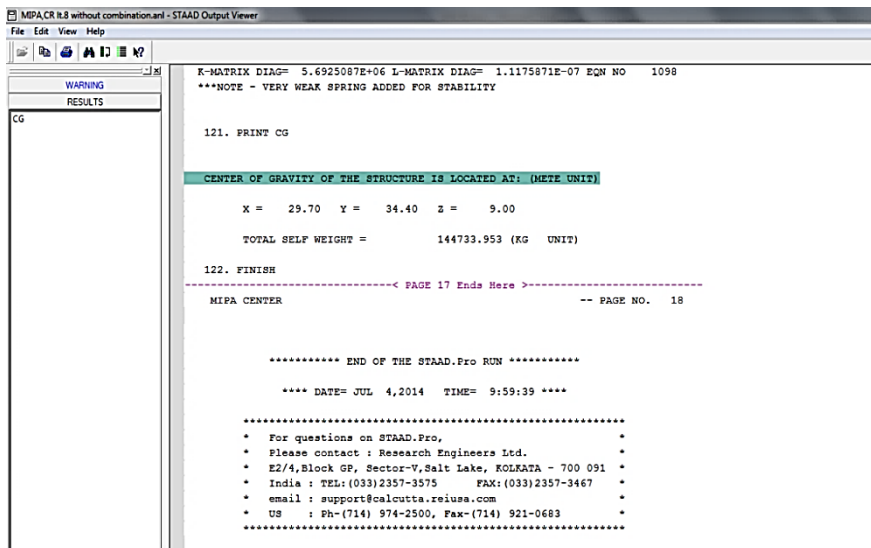 MIPA,CR It.8 without combination.anl - STAAD Output Viewer
File Edit View Help
WARNING
RESULTS
CG
K-MATRIX DIAG= 5.6925087E+06 L-MATRIX DIAG= 1.1175871E-07 EQN NO 1098
***NOTE - VERY WEAK SPRING ADDED FOR STABILITY
121. PRINT CG
CENTER OF GRAVITY OF THE STRUCTURE IS LOCATED AT: (METE UNIT)
X = 29.70 Y = 34.40 Z = 9.00
TOTAL SELF WEIGHT = 144733.953 (KG UNIT)
122. FINISH
--------------------------------< PAGE 17 Ends Here >---------------------------
MIPA CENTER -- PAGE NO. 18
*********** END OF THE STAAD.Pro RUN ***********
**** DATE= JUL 4,2014 TIME= 9:59:39 ****
***********************************************************
* For questions on STAAD.Pro, *
* Please contact : Research Engineers Ltd. *
* E2/4,Block GP, Sector-V,Salt Lake, KOLKATA - 700 091 *
* India : TEL:(033)2357-3575 FAX:(033)2357-3467 *
* email : support@calcutta.reiusa.com *
* US : Ph-(714) 974-2500, Fax-(714) 921-0683 *
***********************************************************